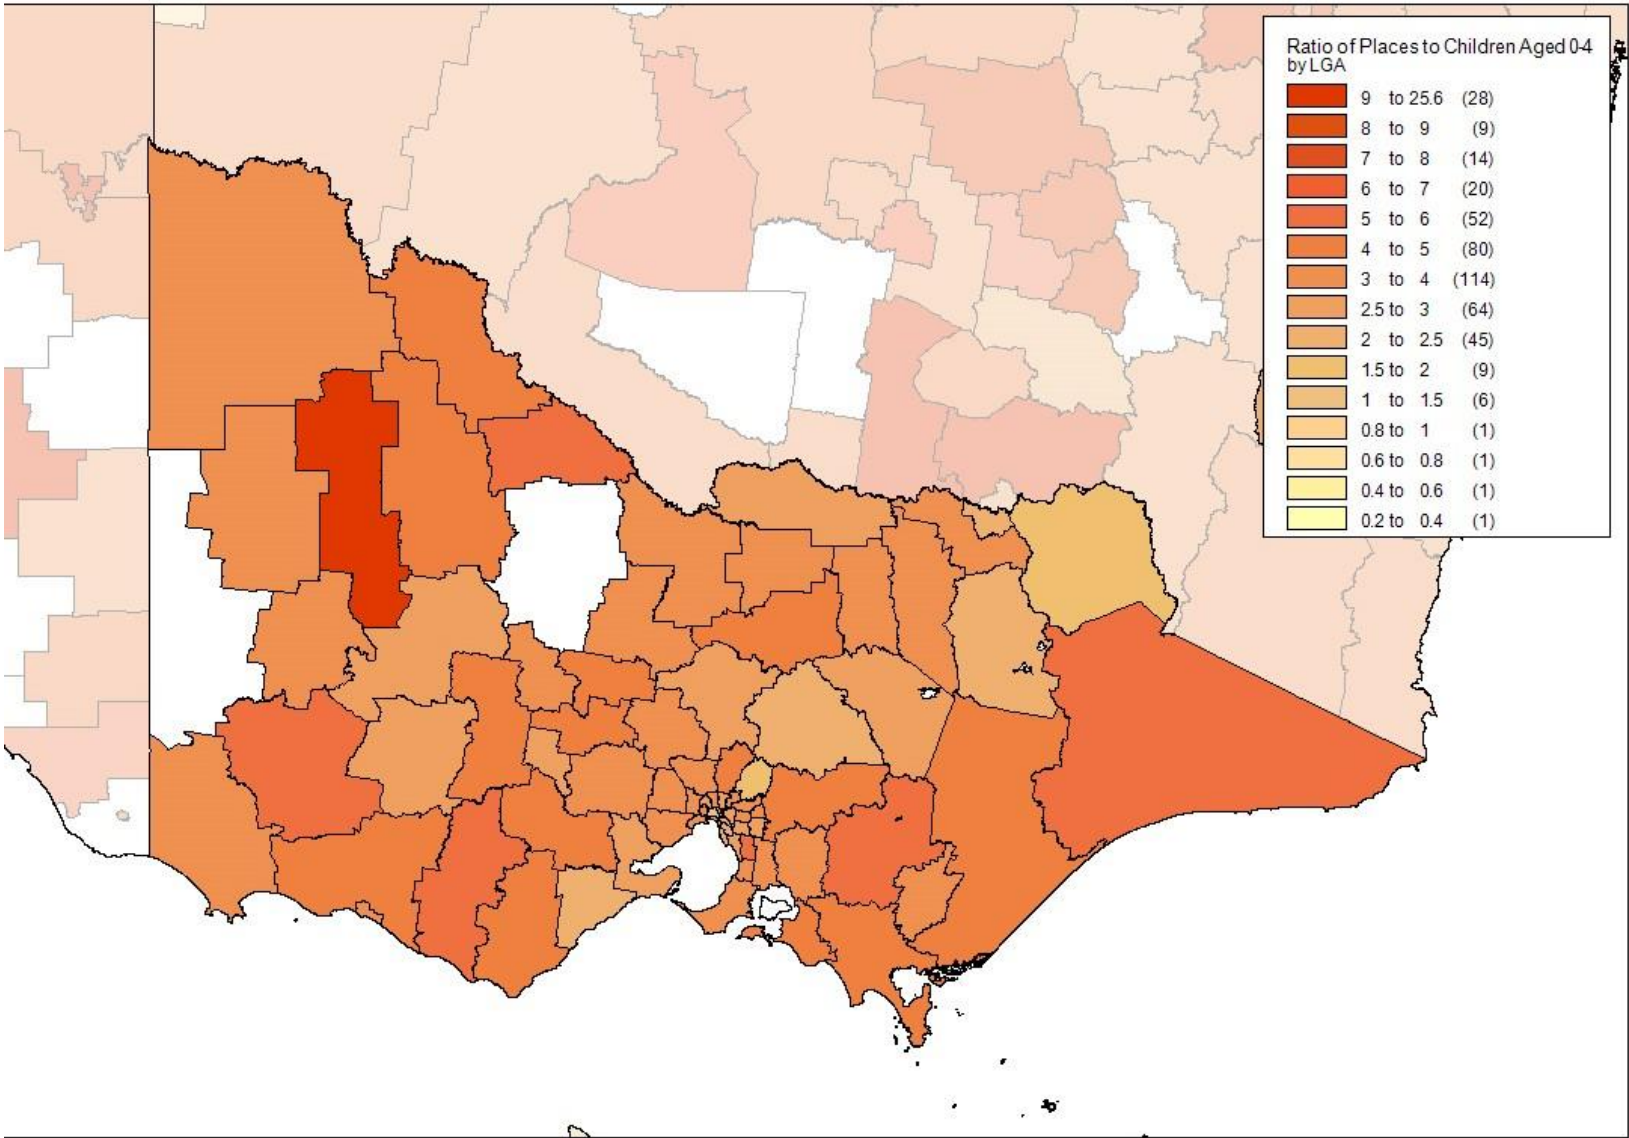 Ratio of Places to Children Aged 0-4
by LGA
9 to 25.6 (28)
8 to 9 (9)
7 to 8 (14)
6 to 7 (20)
5 to 6 (52)
4 to 5 (80)
3 to 4 (114)
2.5 to 3 (64)
2 to 2.5 (45)
1.5 to 2 (9)
1 to 1.5 (6)
0.8 to 1 (1)
0.6 to 0.8 (1)
0.4 to 0.6 (1)
0.2 to 0.4 (1)